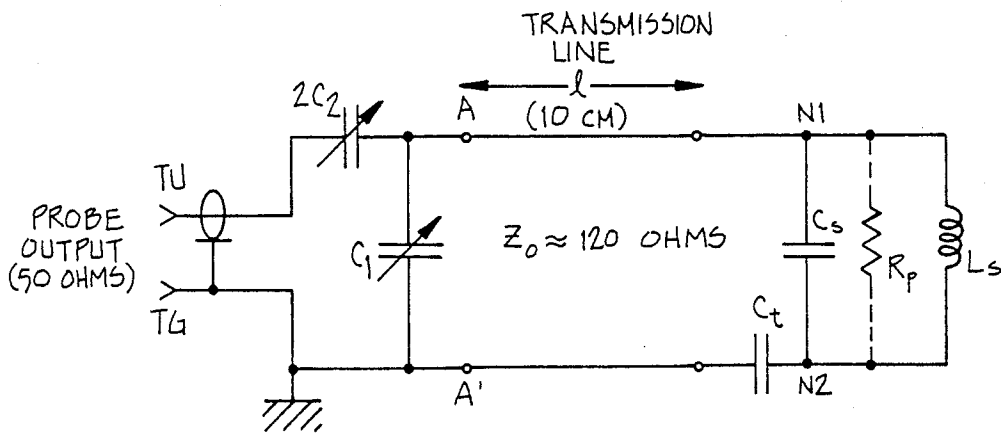 TRANSMISSION
LINE
ℓ
(10 CM)
2C₂
A
N1
TU
PROBE
OUTPUT
(50 OHMS)
TG
C₁
Z₀ ≈ 120 OHMS
Cₛ
Rₚ
Lₛ
Cₜ
A'
N2